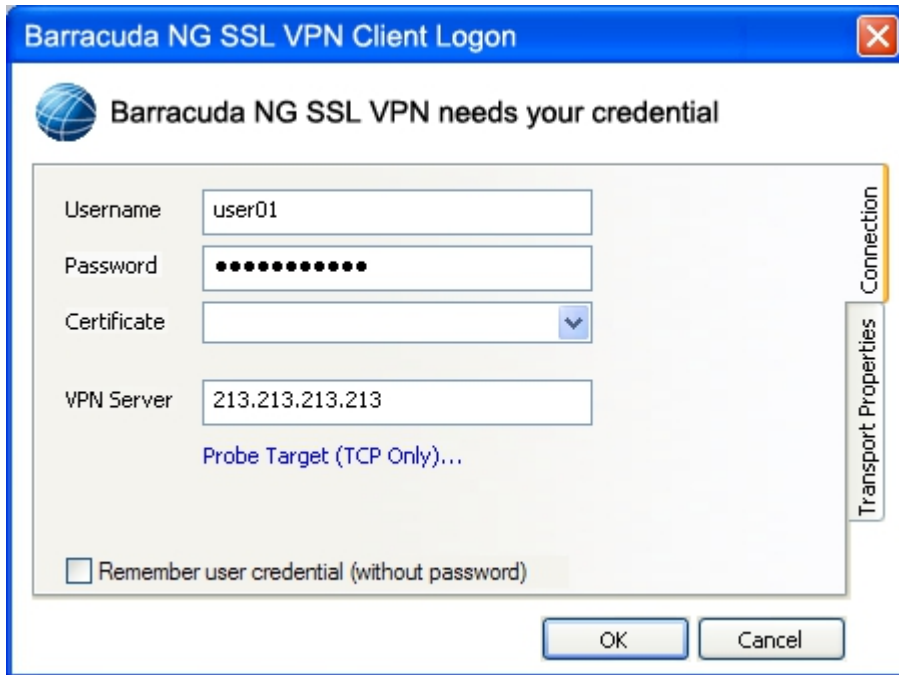 Barracuda NG SSL VPN Client Logon
Barracuda NG SSL VPN needs your credential
Username user01
Password •••••••••••
Certificate
VPN Server 213.213.213.213
Probe Target (TCP Only)...
Remember user credential (without password)
Connection
Transport Properties
OK Cancel